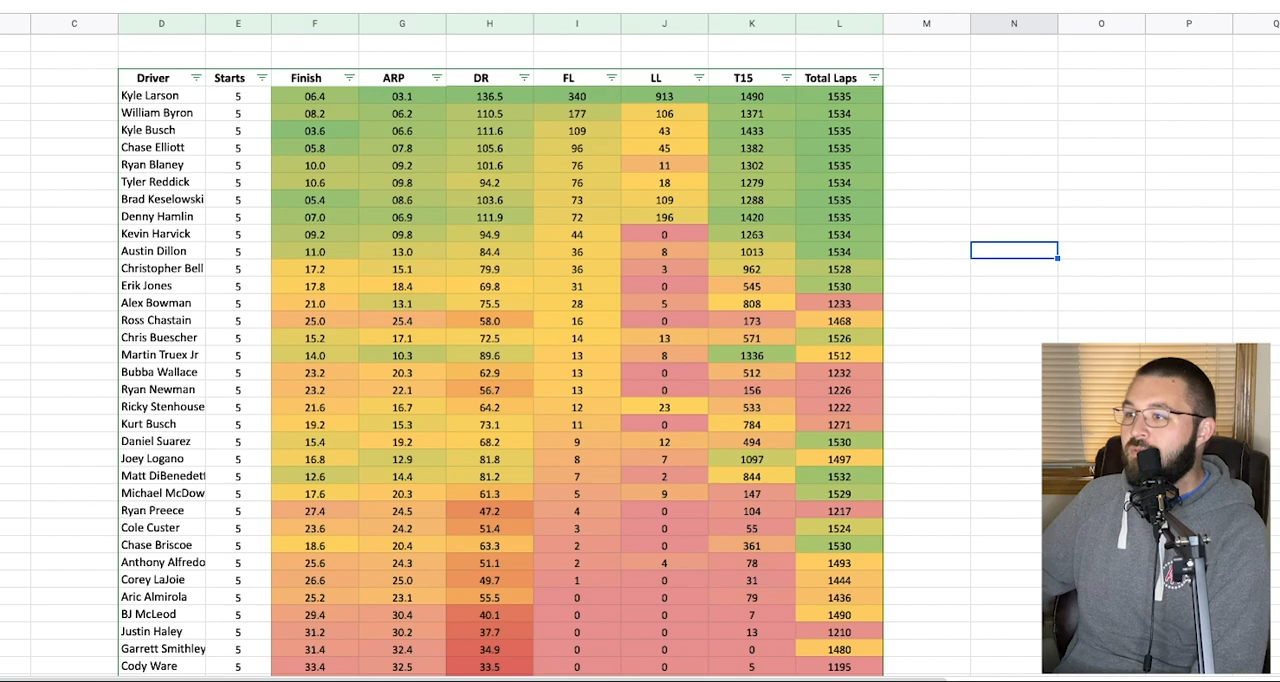 C D E F G H I J K L M N O P Q
Driver Starts Finish ARP DR FL LL T15 Total Laps
Kyle Larson 5 06.4 03.1 136.5 340 913 1490 1535
William Byron 5 08.2 06.2 110.5 177 106 1371 1534
Kyle Busch 5 03.6 06.6 111.6 109 43 1433 1535
Chase Elliott 5 05.8 07.8 105.6 96 45 1382 1535
Ryan Blaney 5 10.0 09.2 101.6 76 11 1302 1535
Tyler Reddick 5 10.6 09.8 94.2 76 18 1279 1534
Brad Keselowski 5 05.4 08.6 103.6 73 109 1288 1535
Denny Hamlin 5 07.0 06.9 111.9 72 196 1420 1535
Kevin Harvick 5 09.2 09.8 94.9 44 0 1263 1534
Austin Dillon 5 11.0 13.0 84.4 36 8 1013 1534
Christopher Bell 5 17.2 15.1 79.9 36 3 962 1528
Erik Jones 5 17.8 18.4 69.8 31 0 545 1530
Alex Bowman 5 21.0 13.1 75.5 28 5 808 1233
Ross Chastain 5 25.0 25.4 58.0 16 0 173 1468
Chris Buescher 5 15.2 17.1 72.5 14 13 571 1526
Martin Truex Jr 5 14.0 10.3 89.6 13 8 1336 1512
Bubba Wallace 5 23.2 20.3 62.9 13 0 512 1232
Ryan Newman 5 23.2 22.1 56.7 13 0 156 1226
Ricky Stenhouse 5 21.6 16.7 64.2 12 23 533 1222
Kurt Busch 5 19.2 15.3 73.1 11 0 784 1271
Daniel Suarez 5 15.4 19.2 68.2 9 12 494 1530
Joey Logano 5 16.8 12.9 81.8 8 7 1097 1497
Matt DiBenedett 5 12.6 14.4 81.2 7 2 844 1532
Michael McDow 5 17.6 20.3 61.3 5 9 147 1529
Ryan Preece 5 27.4 24.5 47.2 4 0 104 1217
Cole Custer 5 23.6 24.2 51.4 3 0 55 1524
Chase Briscoe 5 18.6 20.4 63.3 2 0 361 1530
Anthony Alfredo 5 25.6 24.3 51.1 2 4 78 1493
Corey LaJoie 5 26.6 25.0 49.7 1 0 31 1444
Aric Almirola 5 25.2 23.1 55.5 0 0 79 1436
BJ McLeod 5 29.4 30.4 40.1 0 0 7 1490
Justin Haley 5 31.2 30.2 37.7 0 0 13 1210
Garrett Smithley 5 31.4 32.4 34.9 0 0 0 1480
Cody Ware 5 33.4 32.5 33.5 0 0 5 1195